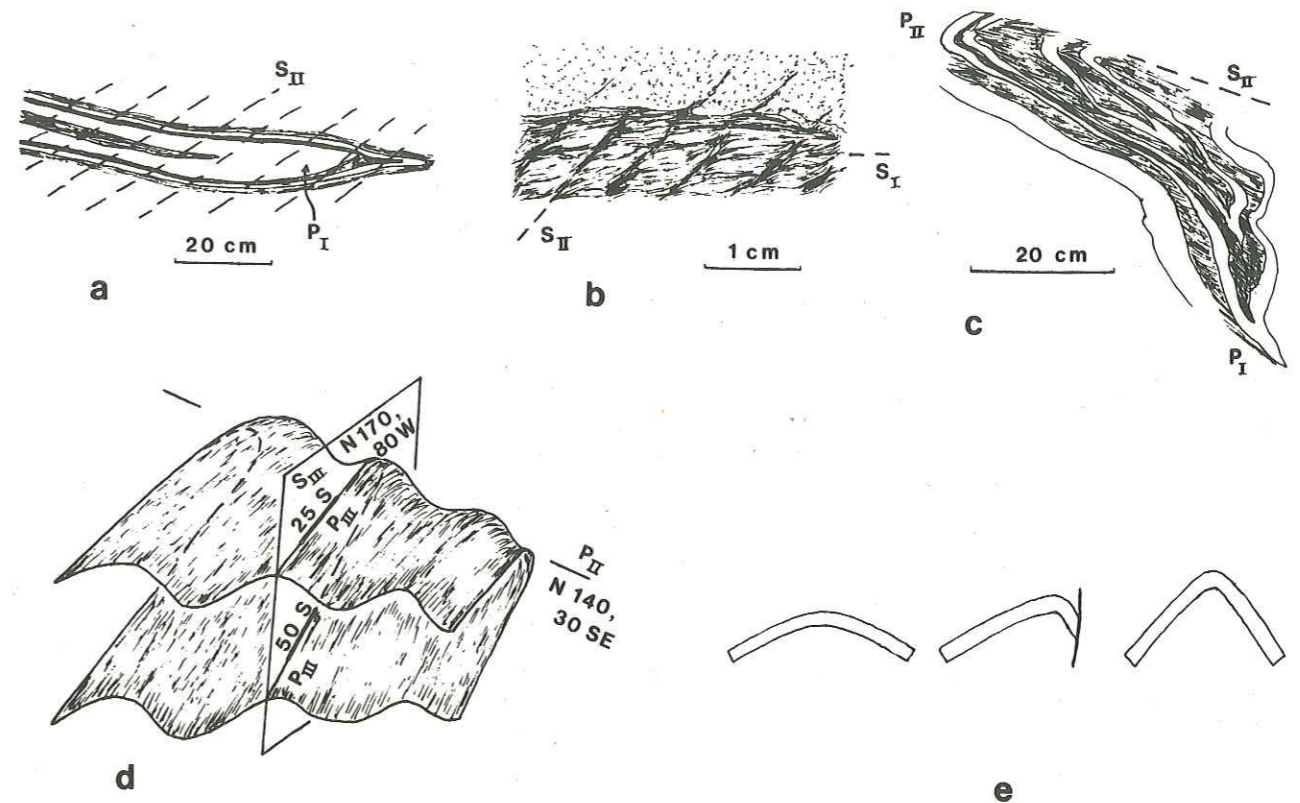 S_II
P_I
20 cm
a
S_I
S_II
1 cm
b
P_II
S_II
20 cm
P_I
c
N 170,
80 W
S_III
25 S
P_III
50 S
P_III
P_II
N 140,
30 SE
d
e